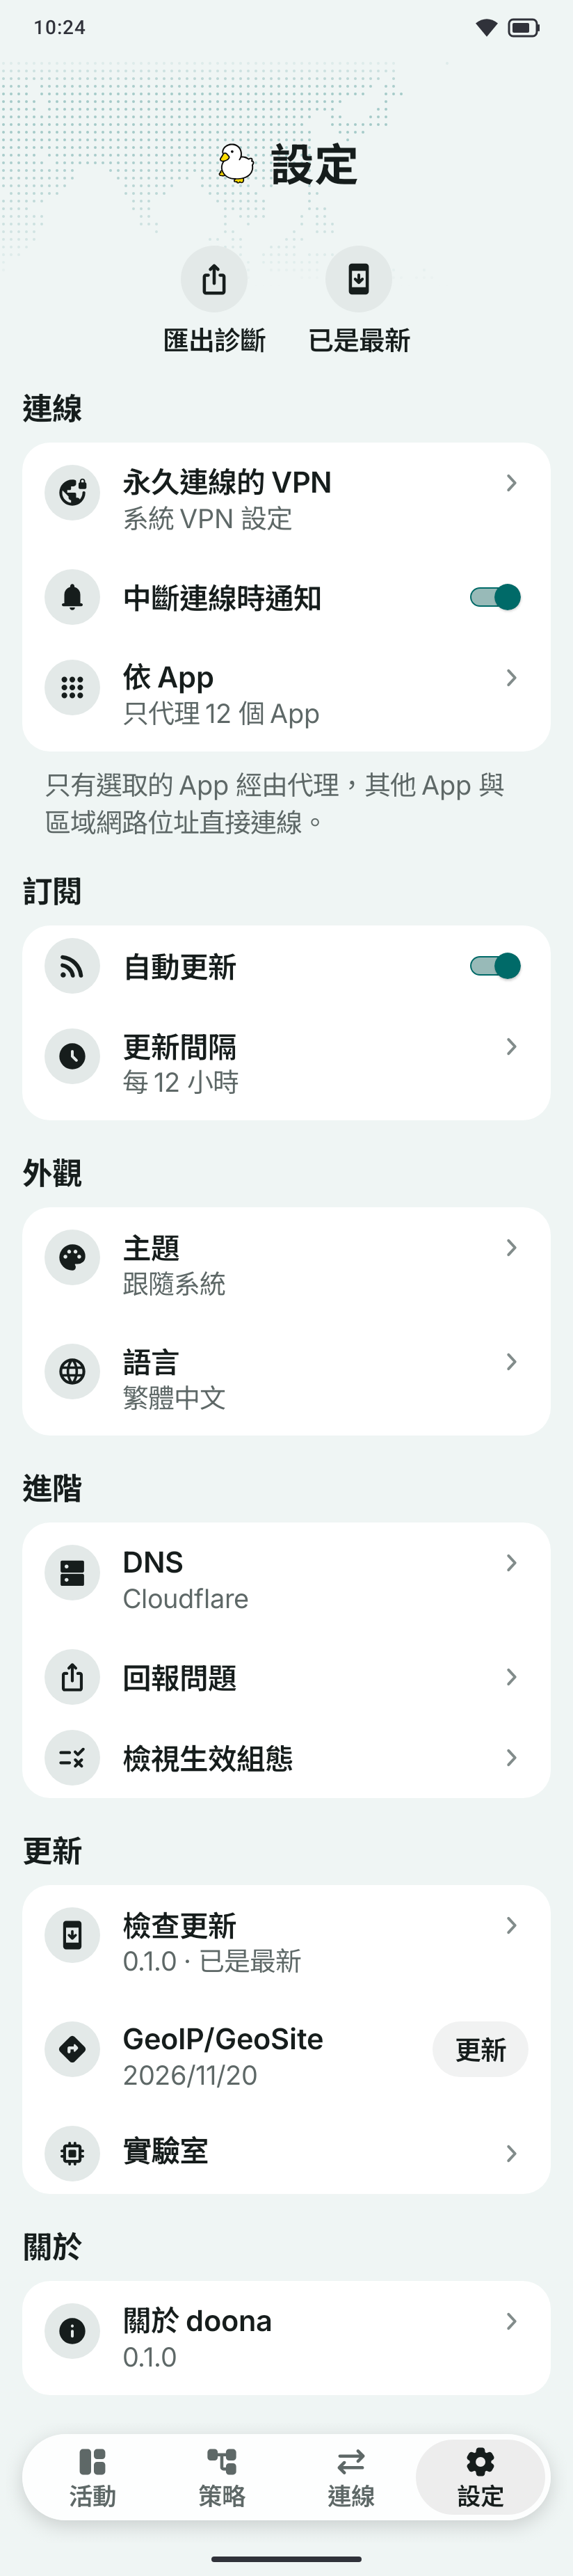 10:24
設定
匯出診斷
已是最新
連線
永久連線的 VPN
系統 VPN 設定
中斷連線時通知
依 App
只代理 12 個 App
只有選取的 App 經由代理，其他 App 與
區域網路位址直接連線。
訂閱
自動更新
更新間隔
每 12 小時
外觀
主題
跟隨系統
語言
繁體中文
進階
DNS
Cloudflare
回報問題
檢視生效組態
更新
檢查更新
0.1.0 · 已是最新
GeoIP/GeoSite
2026/11/20
更新
實驗室
關於
關於 doona
0.1.0
活動
策略
連線
設定